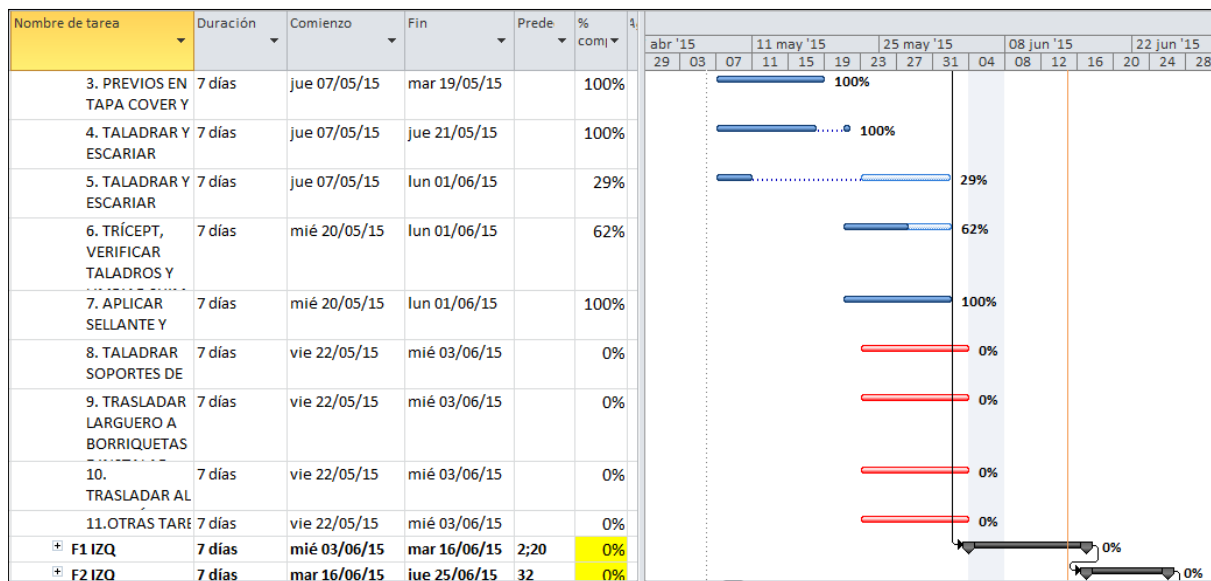 Nombre de tarea Duración Comienzo Fin Prede % comp
abr '15 11 may '15 25 may '15 08 jun '15 22 jun '15
29 03 07 11 15 19 23 27 31 04 08 12 16 20 24 28
3. PREVIOS EN 7 días jue 07/05/15 mar 19/05/15 100% 100%
TAPA COVER Y
4. TALADRAR Y 7 días jue 07/05/15 jue 21/05/15 100% 100%
ESCARIAR
5. TALADRAR Y 7 días jue 07/05/15 lun 01/06/15 29% 29%
ESCARIAR
6. TRÍCEPT, 7 días mié 20/05/15 lun 01/06/15 62% 62%
VERIFICAR
TALADROS Y
7. APLICAR 7 días mié 20/05/15 lun 01/06/15 100% 100%
SELLANTE Y
8. TALADRAR 7 días vie 22/05/15 mié 03/06/15 0% 0%
SOPORTES DE
9. TRASLADAR 7 días vie 22/05/15 mié 03/06/15 0% 0%
LARGUERO A
BORRIQUETAS
10. 7 días vie 22/05/15 mié 03/06/15 0% 0%
TRASLADAR AL
11.OTRAS TARE 7 días vie 22/05/15 mié 03/06/15 0% 0%
F1 IZQ 7 días mié 03/06/15 mar 16/06/15 2;20 0% 0%
F2 IZQ 7 días mar 16/06/15 jue 25/06/15 32 0% 0%